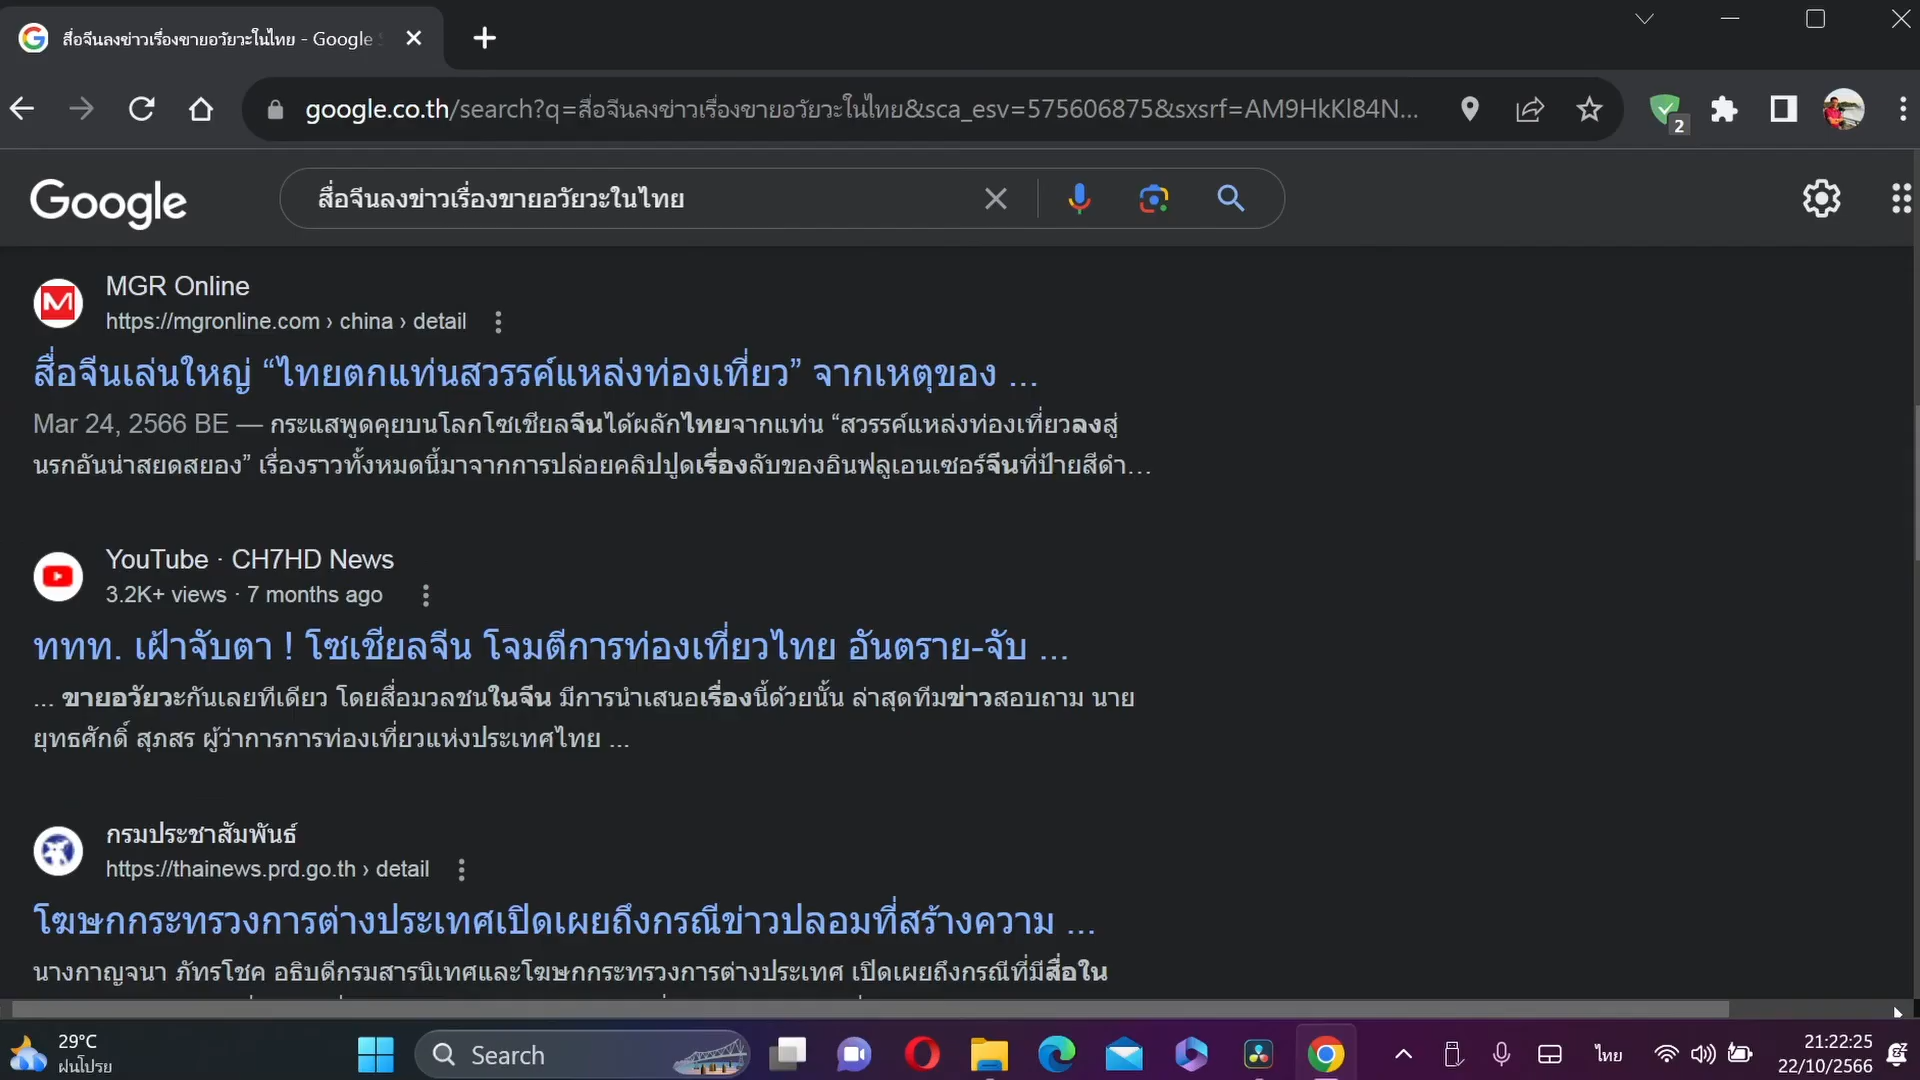 สื่อจีนลงข่าวเรื่องขายอวัยวะในไทย - Google
google.co.th/search?q=สื่อจีนลงข่าวเรื่องขายอวัยวะในไทย&sca_esv=575606875&sxsrf=AM9HkKl84N...
2
Google
สื่อจีนลงข่าวเรื่องขายอวัยวะในไทย
MGR Online
https://mgronline.com › china › detail
สื่อจีนเล่นใหญ่ “ไทยตกแท่นสวรรค์แหล่งท่องเที่ยว” จากเหตุของ ...
Mar 24, 2566 BE — กระแสพูดคุยบนโลกโซเชียลจีนได้ผลักไทยจากแท่น “สวรรค์แหล่งท่องเที่ยวลงสู่
นรกอันน่าสยดสยอง” เรื่องราวทั้งหมดนี้มาจากการปล่อยคลิปปูดเรื่องลับของอินฟลูเอนเซอร์จีนที่ป้ายสีดำ...
YouTube · CH7HD News
3.2K+ views · 7 months ago
ททท. เฝ้าจับตา ! โซเชียลจีน โจมตีการท่องเที่ยวไทย อันตราย-จับ ...
... ขายอวัยวะกันเลยทีเดียว โดยสื่อมวลชนในจีน มีการนำเสนอเรื่องนี้ด้วยนั้น ล่าสุดทีมข่าวสอบถาม นาย
ยุทธศักดิ์ สุภสร ผู้ว่าการการท่องเที่ยวแห่งประเทศไทย ...
กรมประชาสัมพันธ์
https://thainews.prd.go.th › detail
โฆษกกระทรวงการต่างประเทศเปิดเผยถึงกรณีข่าวปลอมที่สร้างความ ...
นางกาญจนา ภัทรโชค อธิบดีกรมสารนิเทศและโฆษกกระทรวงการต่างประเทศ เปิดเผยถึงกรณีที่มีสื่อใน
29°C
ฝนโปรย
Search
ไทย
21:22:25
22/10/2566